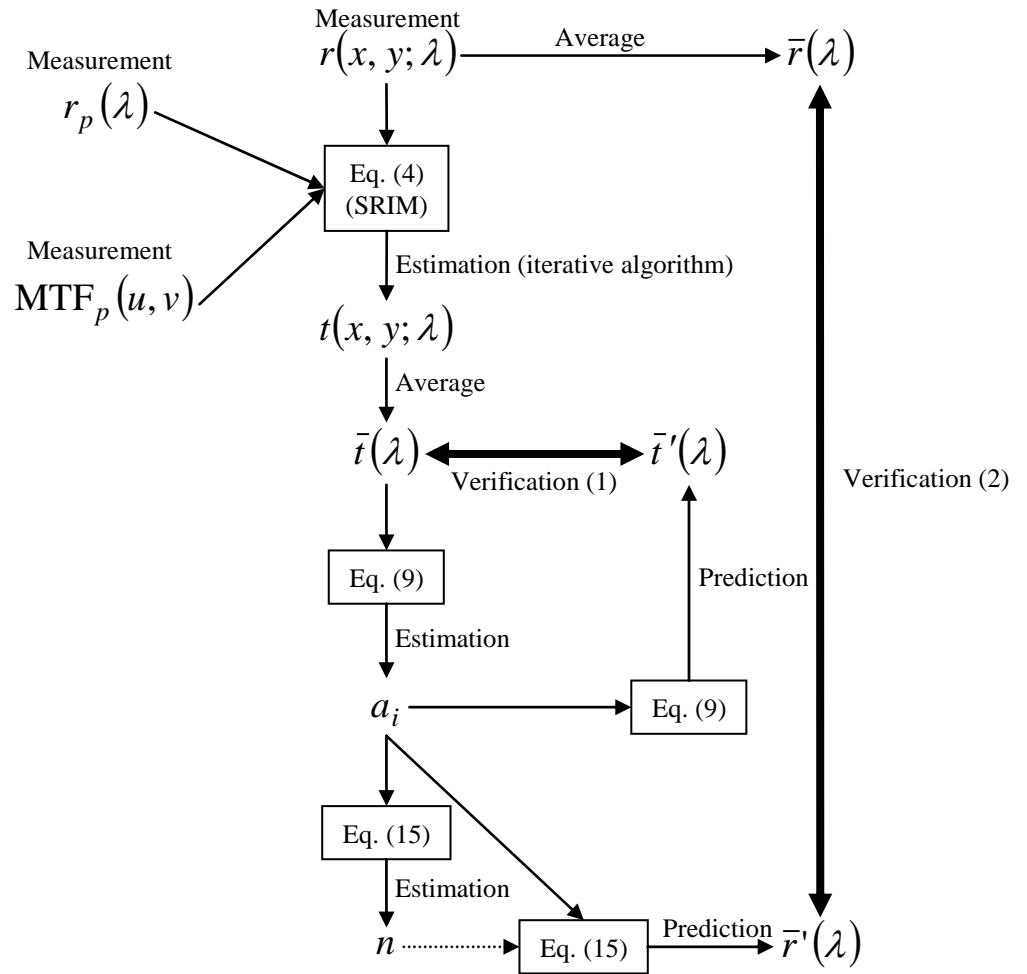 Measurement
r(x, y; λ)
Average
r̄(λ)
Measurement
r_p(λ)
Eq. (4)
(SRIM)
Measurement
MTF_p(u, v)
Estimation (iterative algorithm)
t(x, y; λ)
Average
t̄(λ)
Verification (1)
t̄'(λ)
Verification (2)
Eq. (9)
Prediction
Estimation
a_i
Eq. (9)
Eq. (15)
Estimation
n
Eq. (15)
Prediction
r̄'(λ)